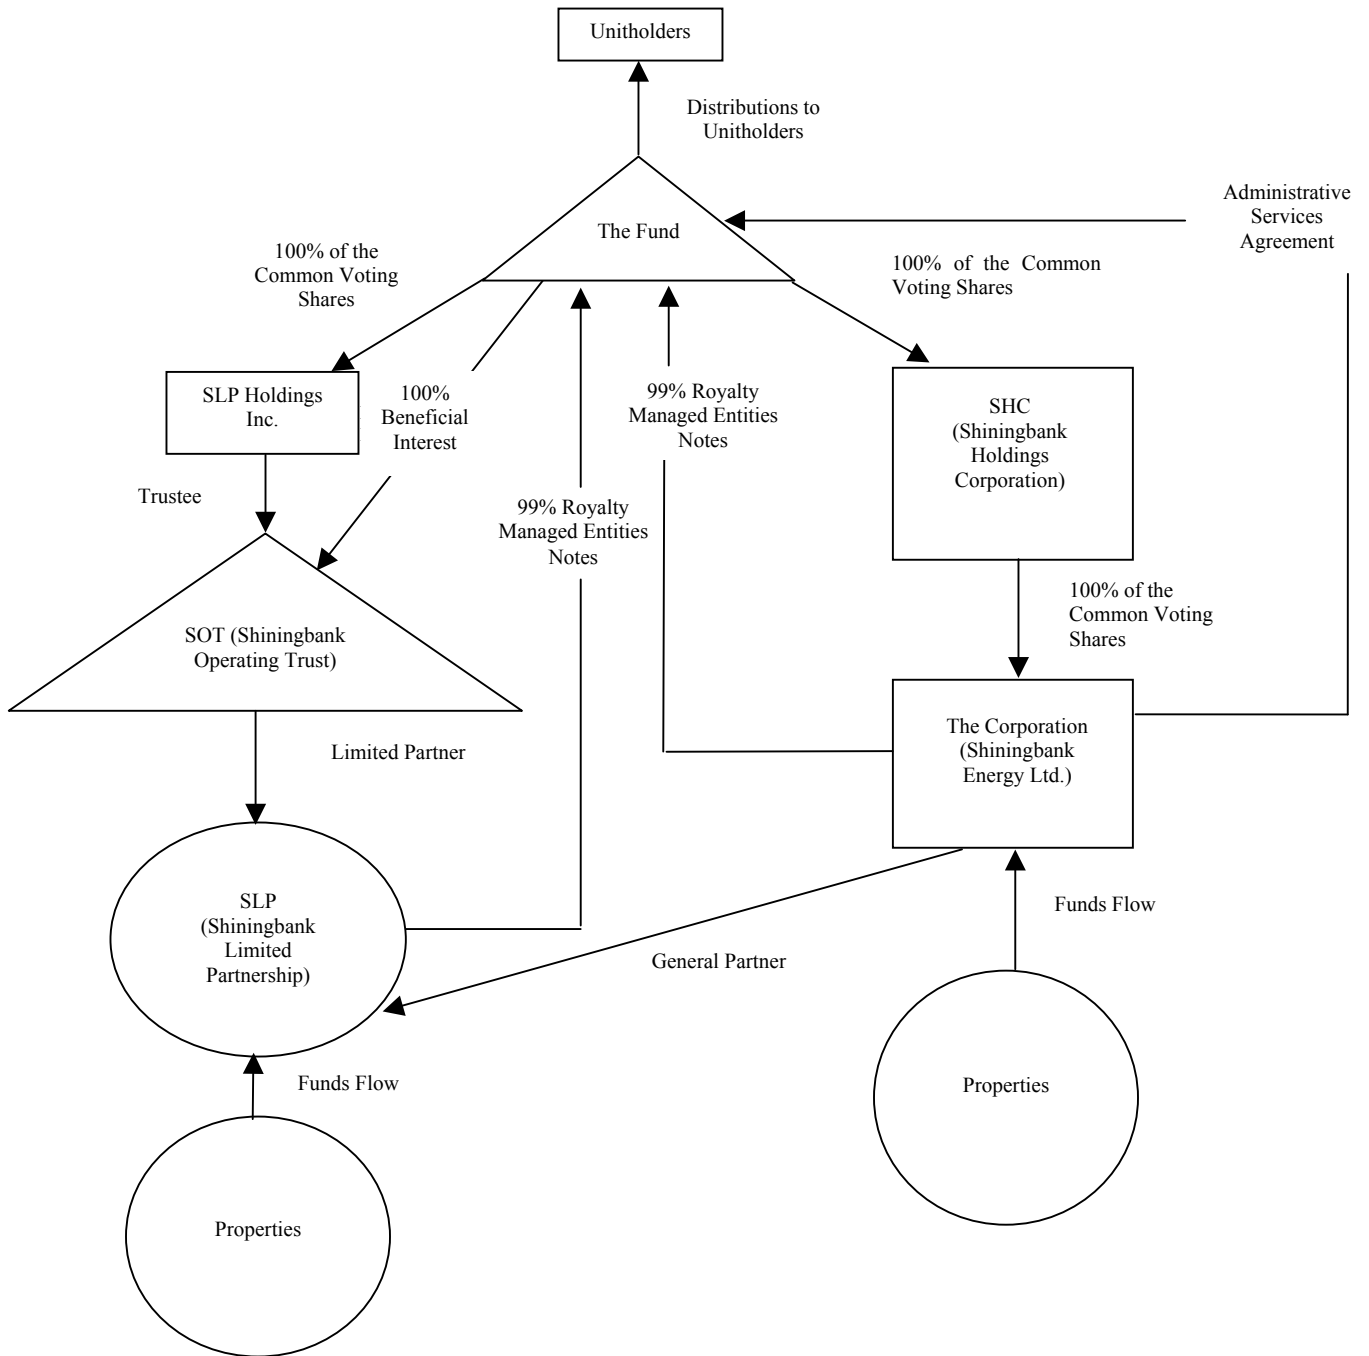 Unitholders
Distributions to
Unitholders
Administrative
Services
Agreement
The Fund
100% of the
Common Voting
Shares
100% of the Common
Voting Shares
SLP Holdings
Inc.
100%
Beneficial
Interest
99% Royalty
Managed Entities
Notes
SHC
(Shiningbank
Holdings
Corporation)
Trustee
99% Royalty
Managed Entities
Notes
100% of the
Common Voting
Shares
SOT (Shiningbank
Operating Trust)
The Corporation
(Shiningbank
Energy Ltd.)
Limited Partner
SLP
(Shiningbank
Limited
Partnership)
Funds Flow
General Partner
Funds Flow
Properties
Properties